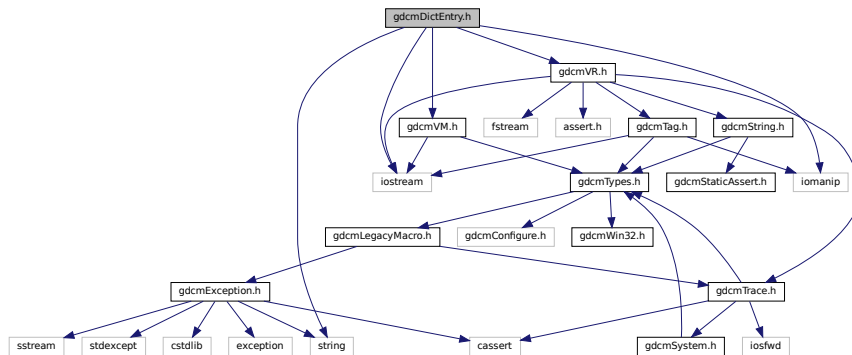 gdcmDictEntry.h
gdcmVR.h
gdcmVM.h
fstream
assert.h
gdcmTag.h
gdcmString.h
iostream
gdcmTypes.h
gdcmStaticAssert.h
iomanip
gdcmLegacyMacro.h
gdcmConfigure.h
gdcmWin32.h
gdcmException.h
gdcmTrace.h
sstream
stdexcept
cstdlib
exception
string
cassert
gdcmSystem.h
iosfwd